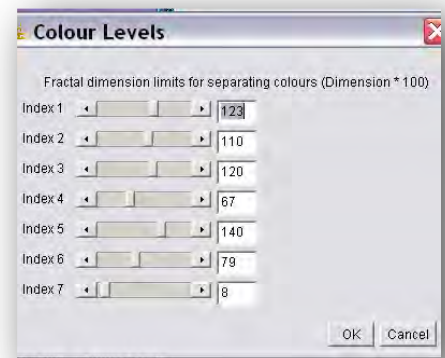 Colour Levels
Fractal dimension limits for separating colours (Dimension * 100)
Index 1 123
Index 2 110
Index 3 120
Index 4 67
Index 5 140
Index 6 79
Index 7 8
OK Cancel